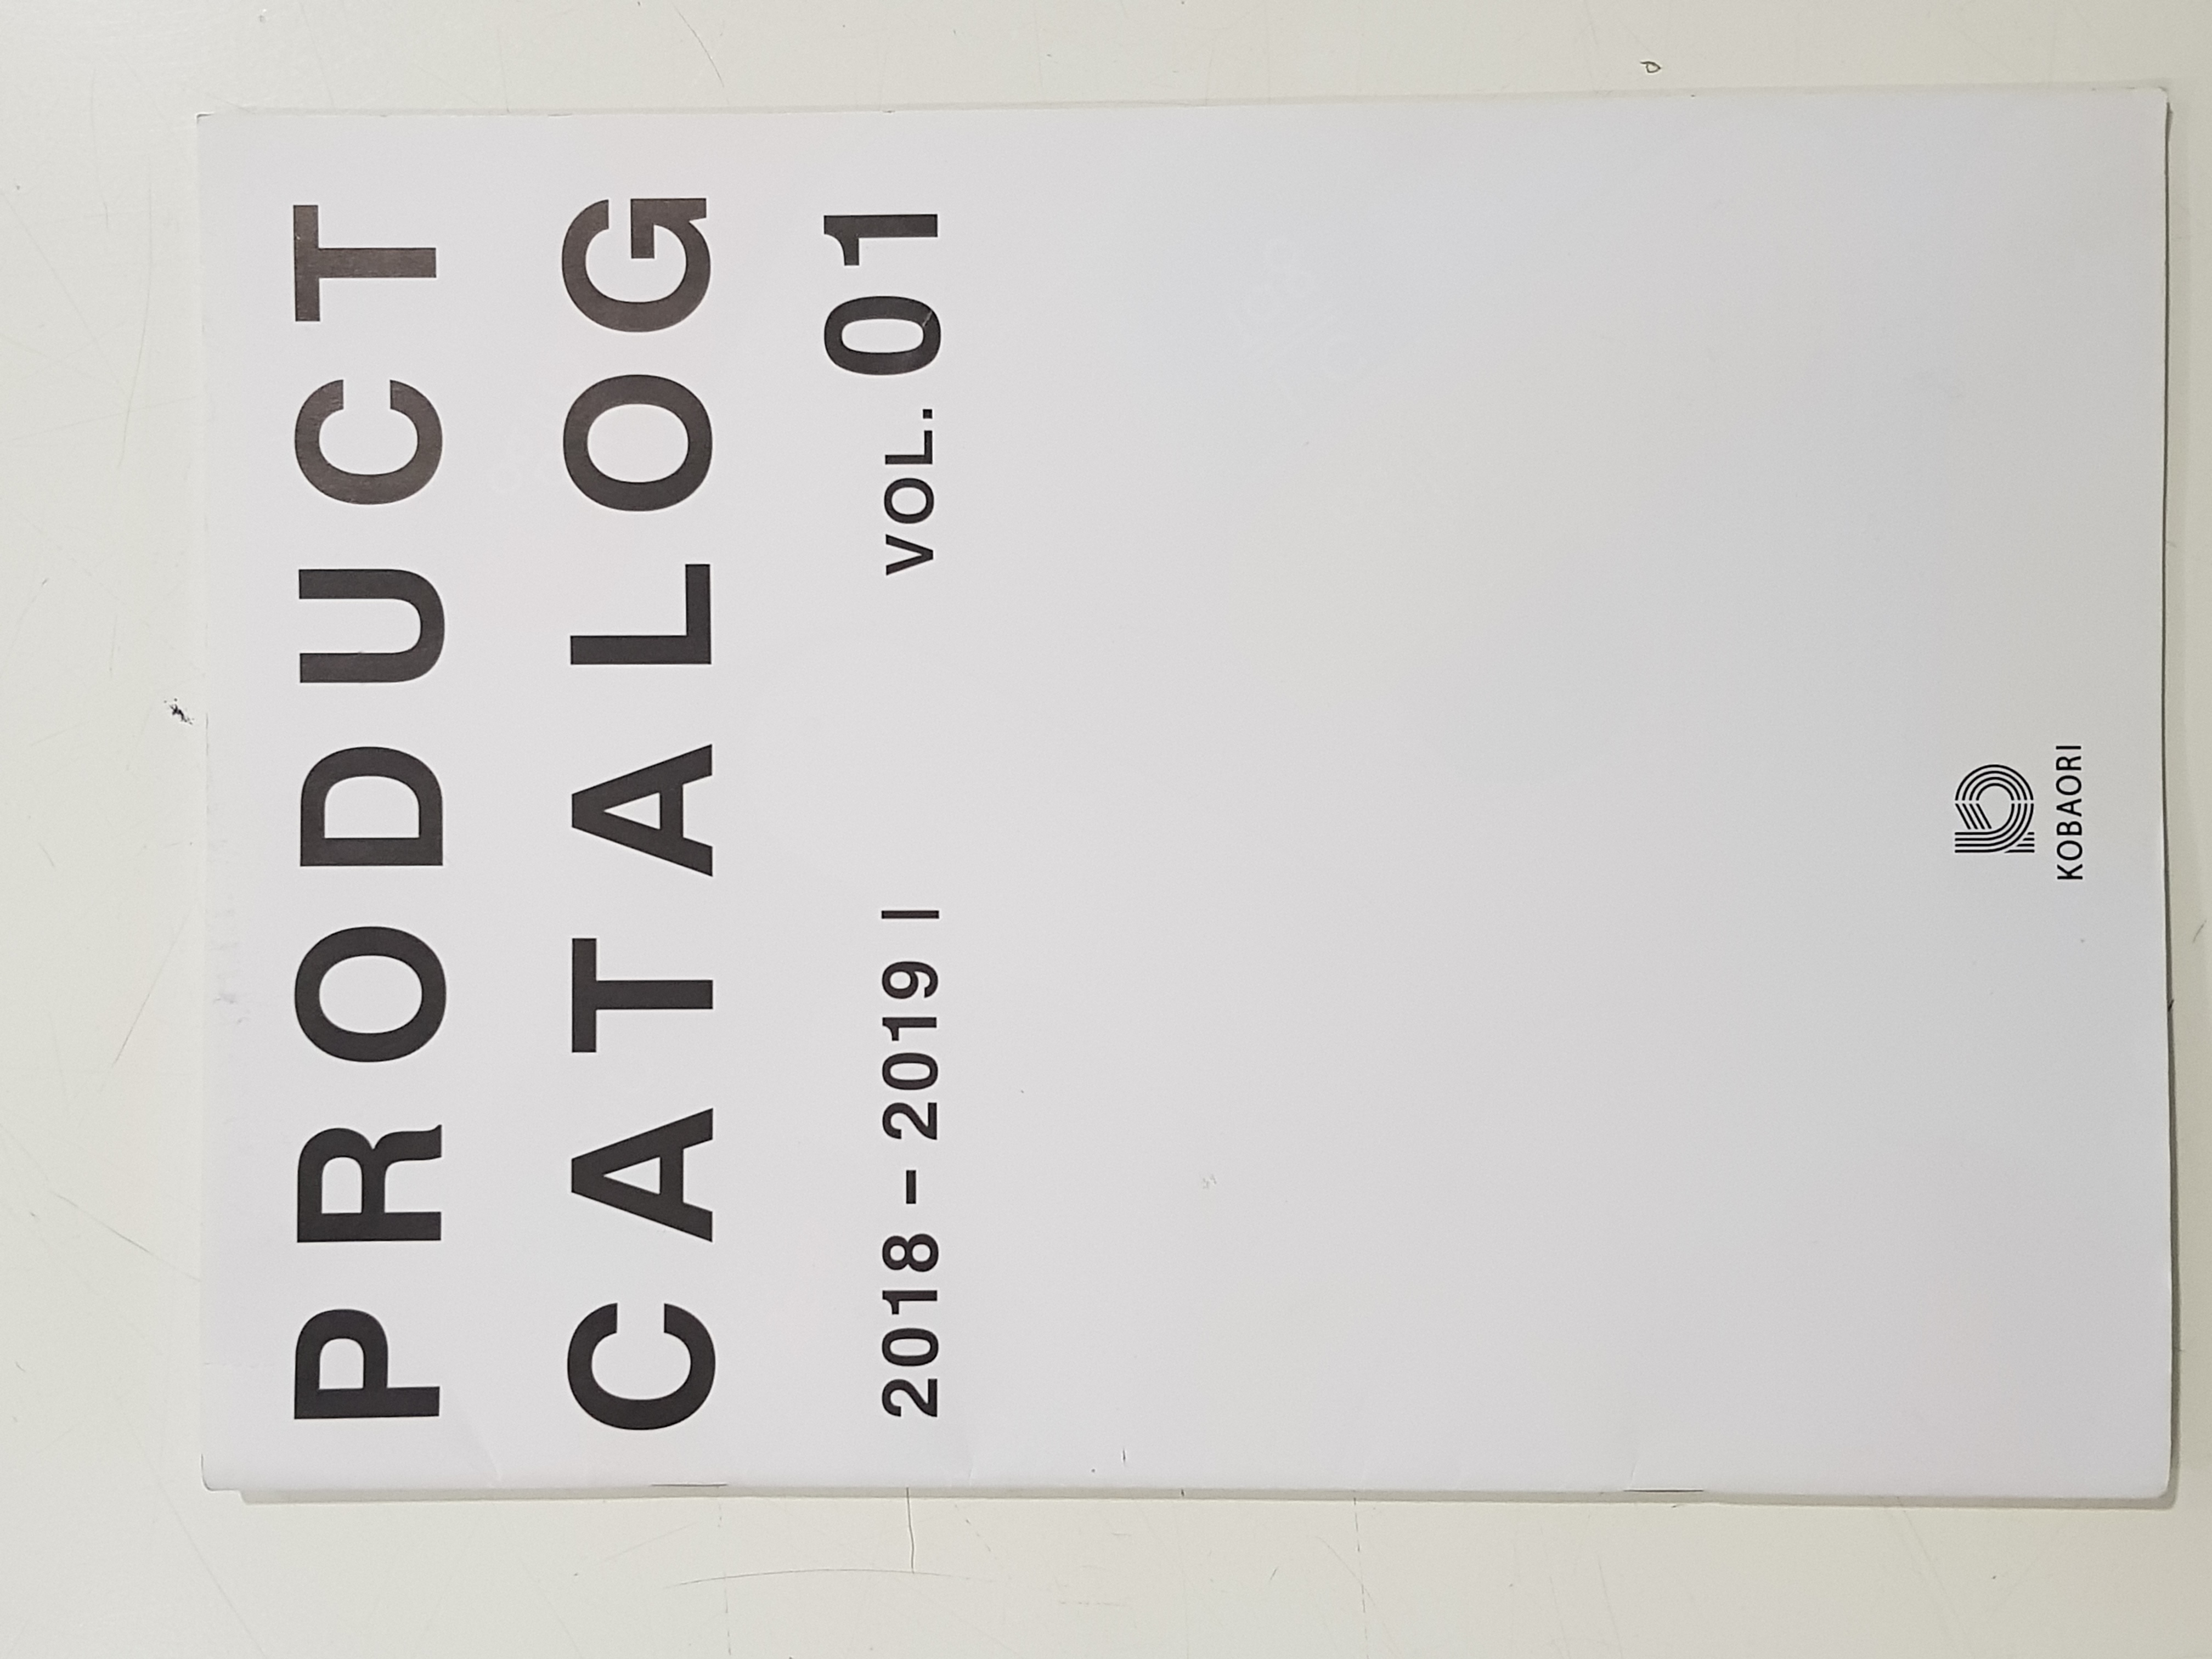 PRODUCT
CATALOG
2018 – 2019 I VOL. 01
KOBAORI